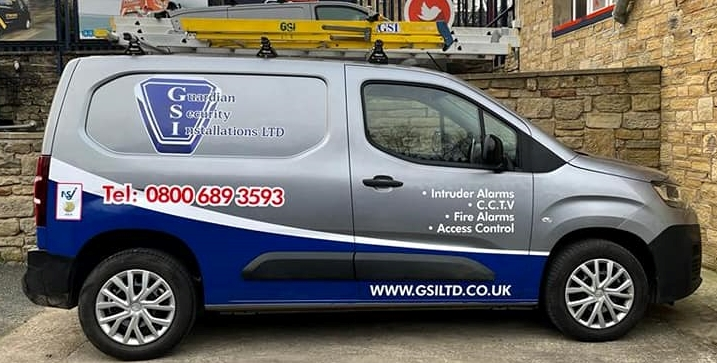 GSI
GSI
Guardian
Security
Installations LTD
NSI
Tel: 0800 689 3593
• Intruder Alarms
• C.C.T.V
• Fire Alarms
• Access Control
WWW.GSILTD.CO.UK